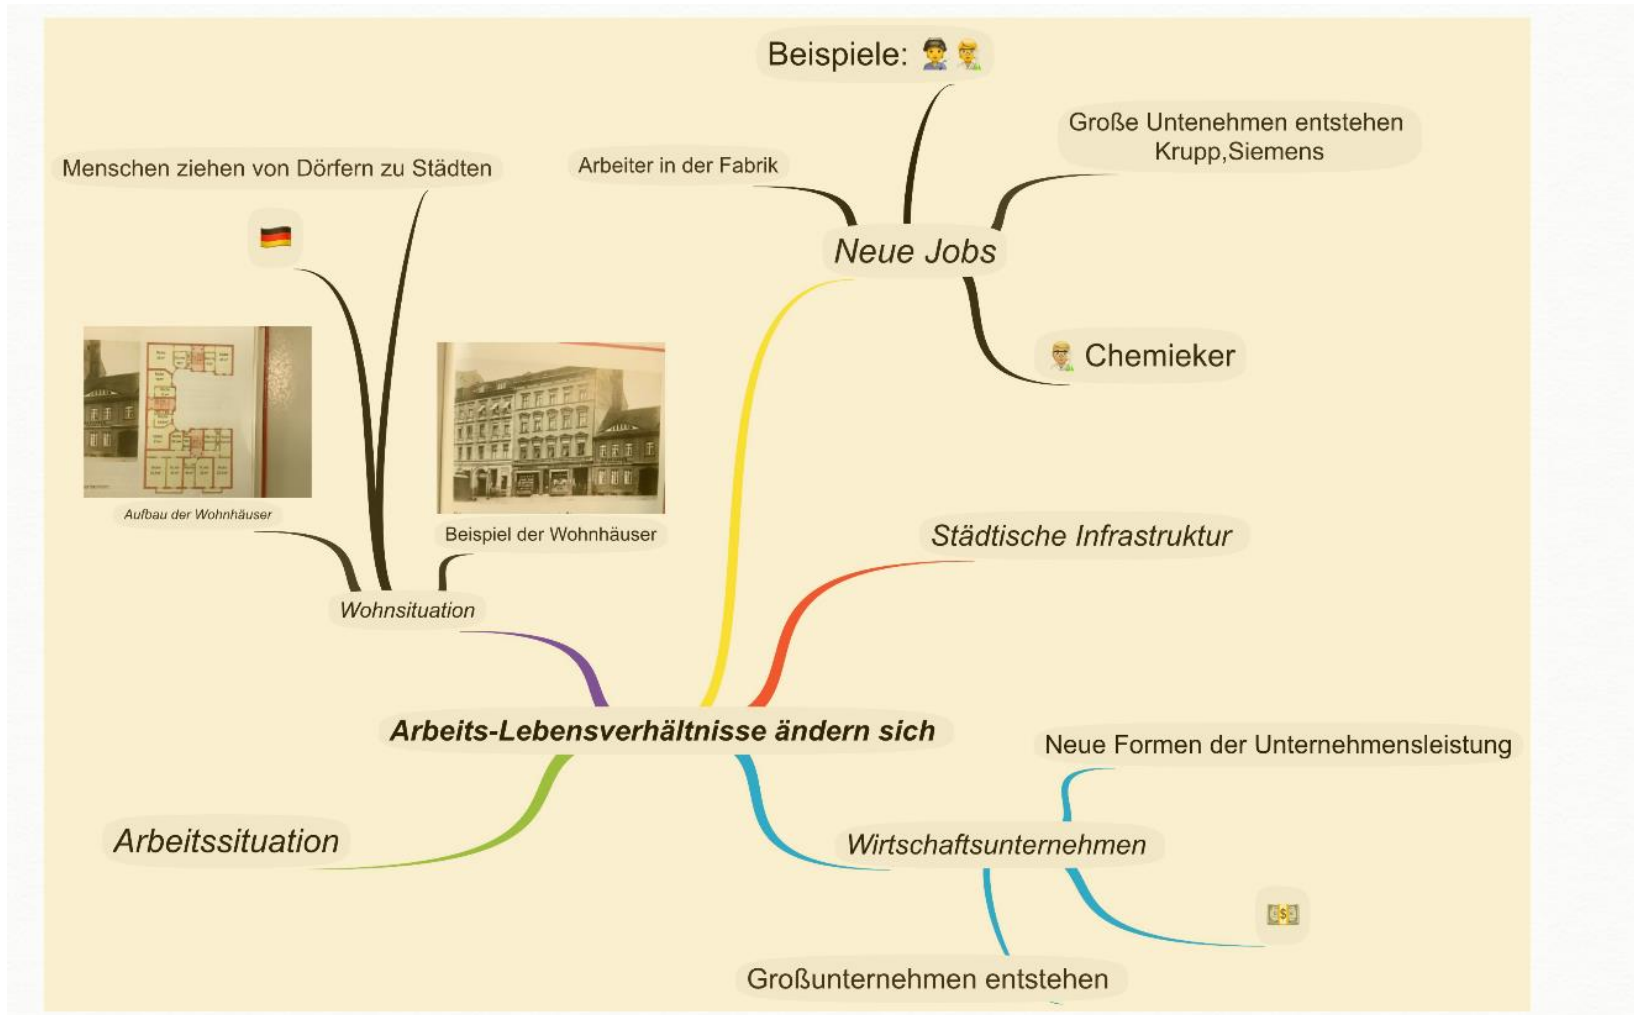 Beispiele:
Große Untenehmen entstehen
Krupp,Siemens
Menschen ziehen von Dörfern zu Städten
Arbeiter in der Fabrik
Neue Jobs
Chemieker
Aufbau der Wohnhäuser
Beispiel der Wohnhäuser
Städtische Infrastruktur
Wohnsituation
Arbeits-Lebensverhältnisse ändern sich
Neue Formen der Unternehmensleistung
Arbeitssituation
Wirtschaftsunternehmen
Großunternehmen entstehen